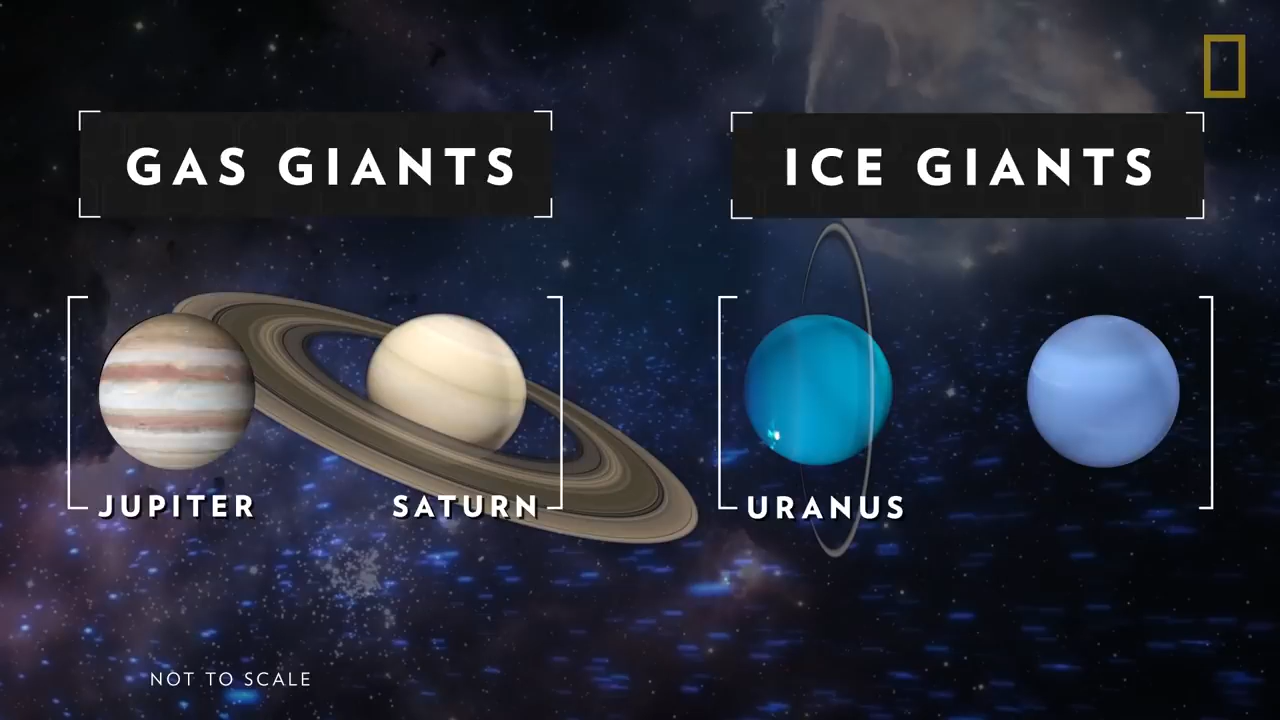 GAS GIANTS
ICE GIANTS
JUPITER
SATURN
URANUS
NOT TO SCALE